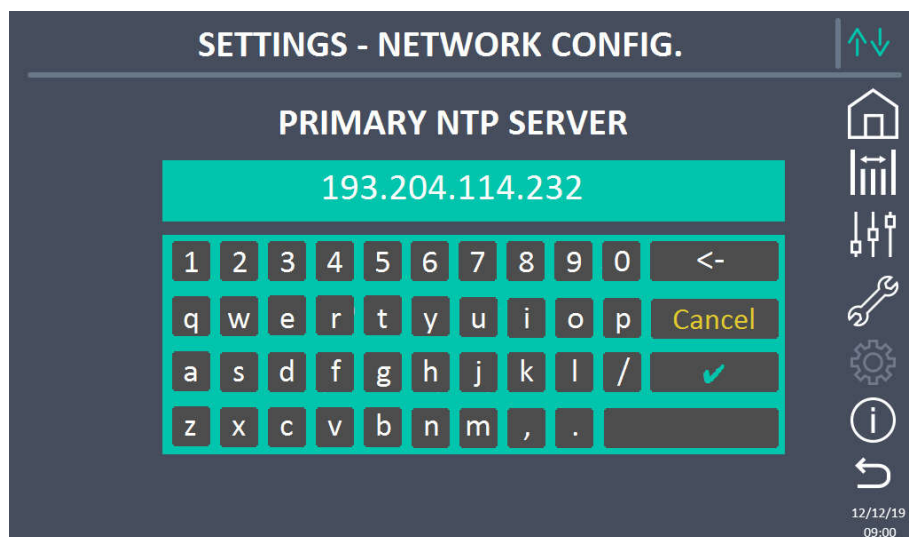 SETTINGS - NETWORK CONFIG.
PRIMARY NTP SERVER
193.204.114.232
1 2 3 4 5 6 7 8 9 0 <-
q w e r t y u i o p Cancel
a s d f g h j k l / ✔
z x c v b n m , .
i
12/12/19
09:00